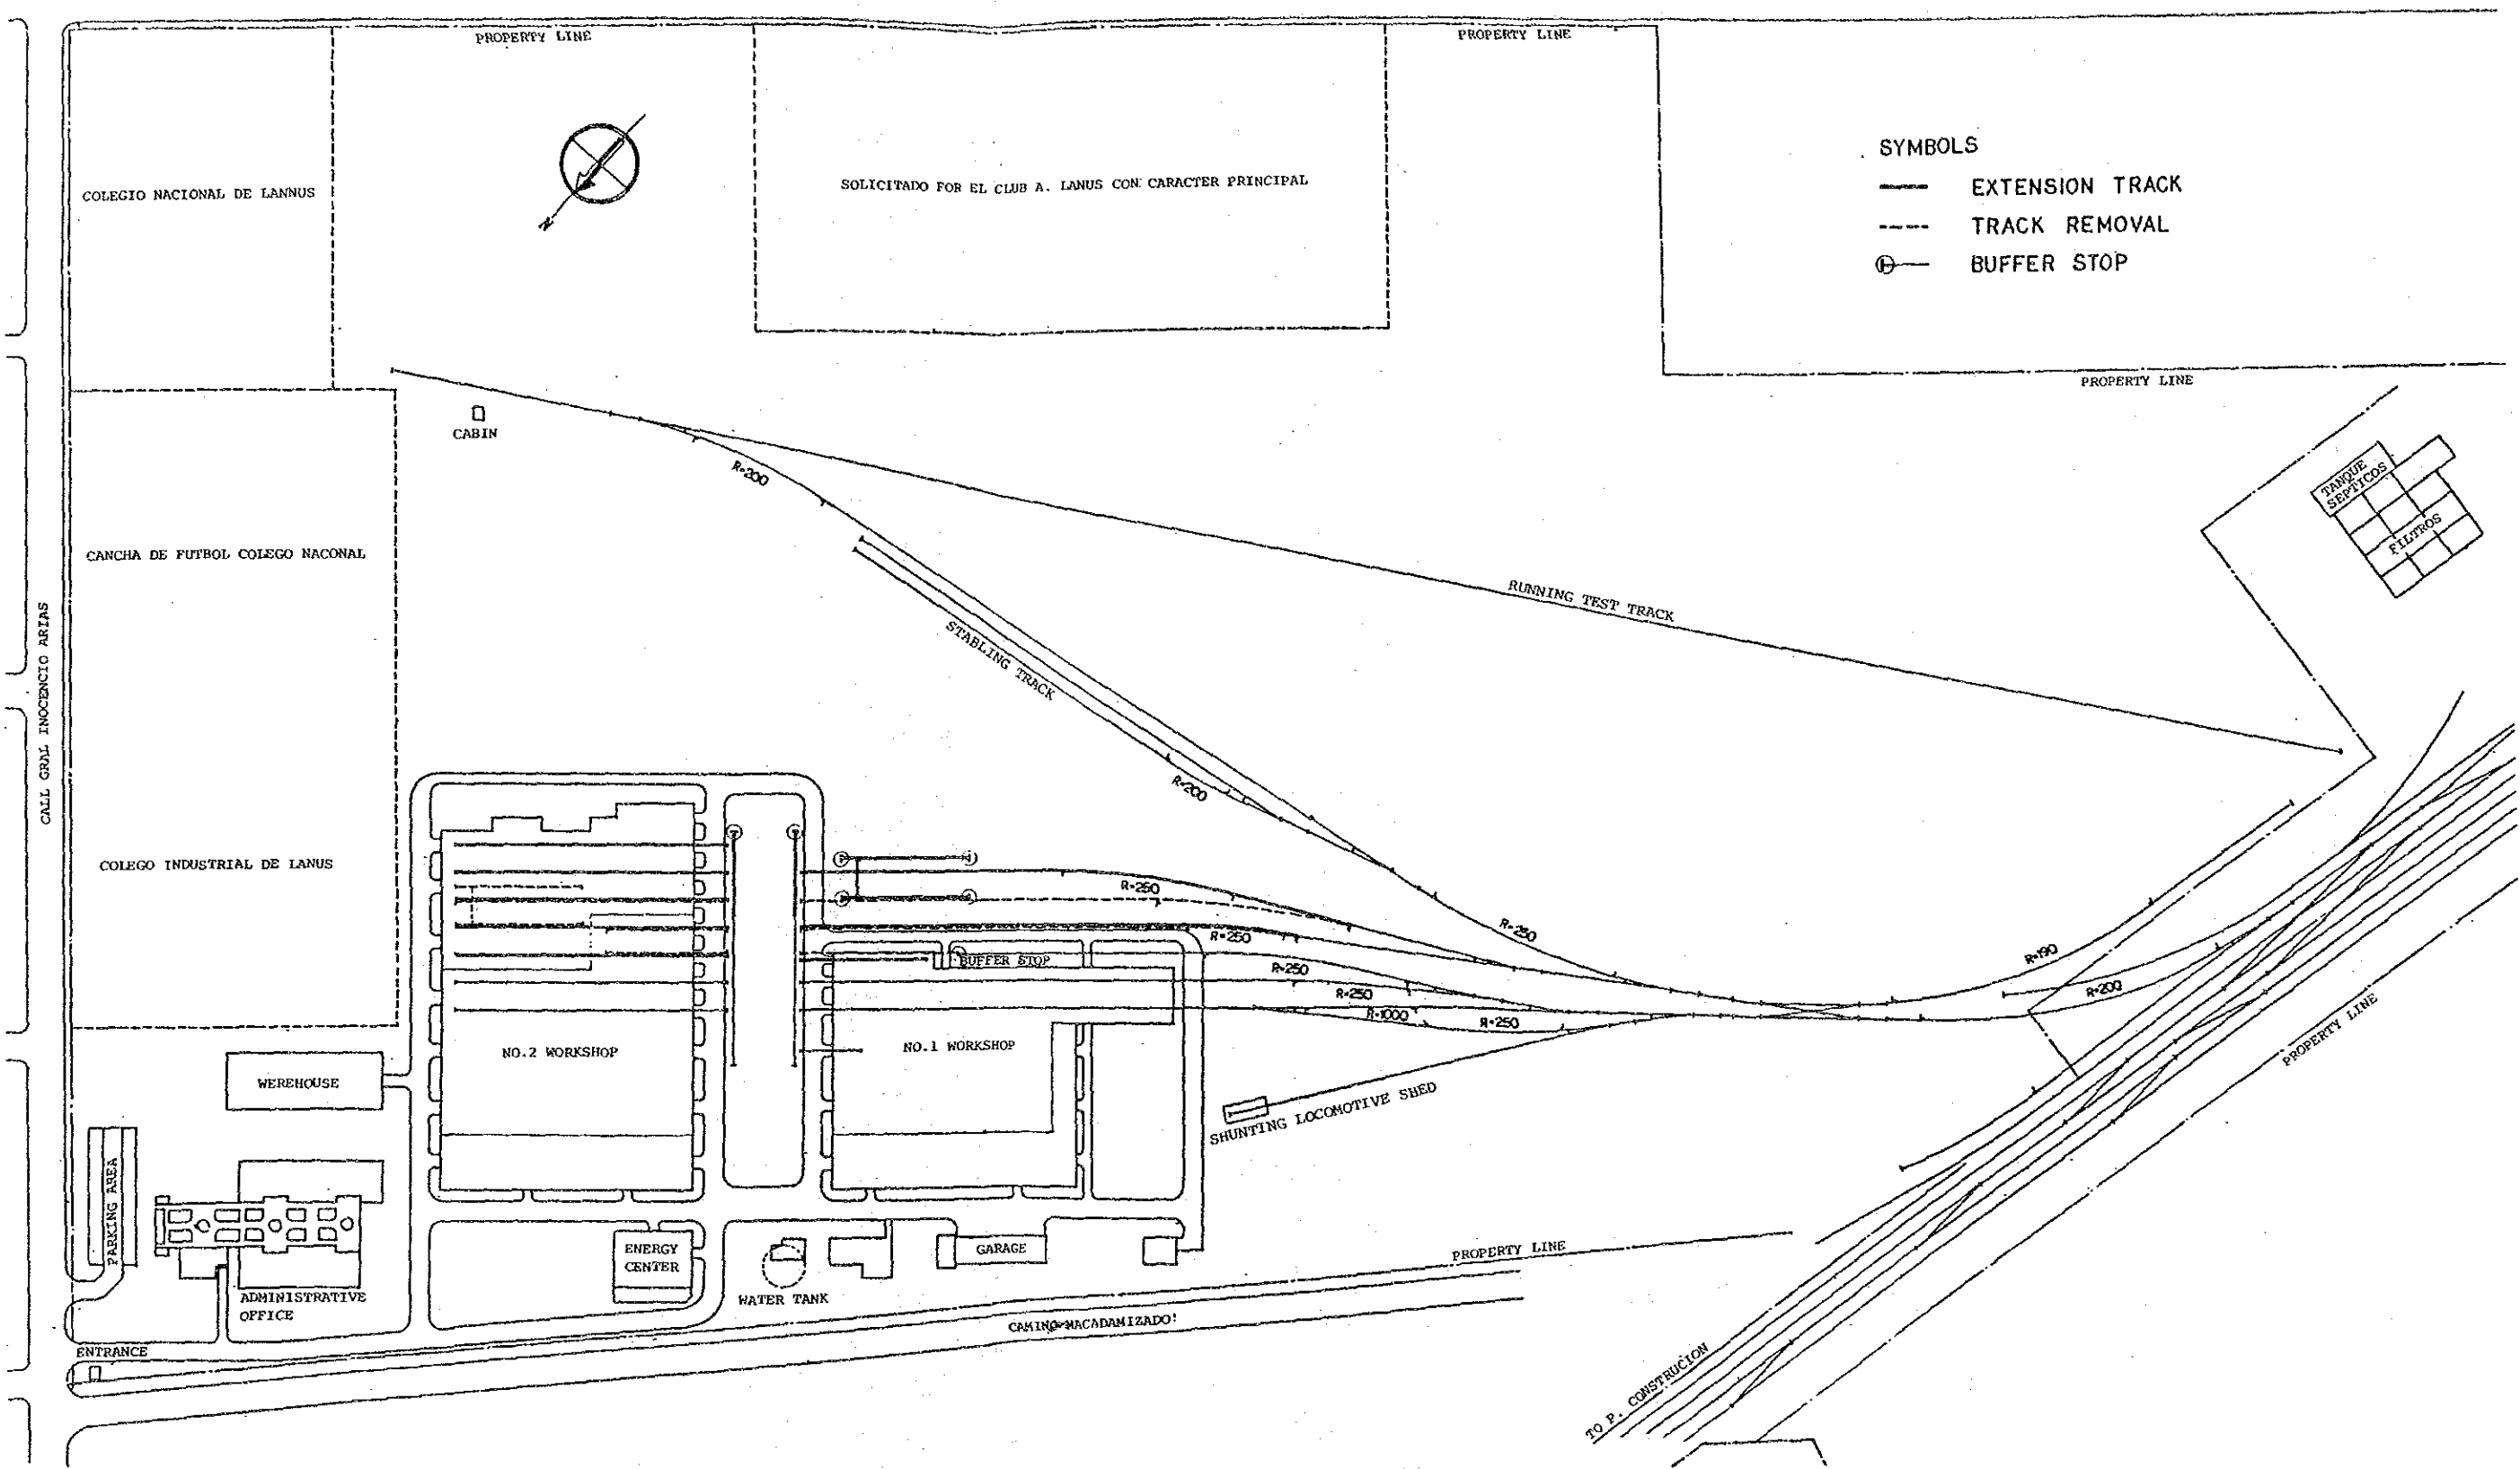 PROPERTY LINE
PROPERTY LINE
SYMBOLS
EXTENSION TRACK
TRACK REMOVAL
BUFFER STOP
COLEGIO NACIONAL DE LANNUS
SOLICITADO FOR EL CLUB A. LANUS CON CARACTER PRINCIPAL
N
PROPERTY LINE
CABIN
R=200
TANQUE
SEPTICOS
FILTROS
CANCHA DE FUTBOL COLEGO NACONAL
RUNNING TEST TRACK
STABLING TRACK
CALL GRAL INOCENCIO ARIAS
R=200
COLEGO INDUSTRIAL DE LANUS
R=250
R=250
R=250
R=190
BUFFER STOP
R=250
R=250
R=200
R=1000
R=250
PROPERTY LINE
NO.2 WORKSHOP
NO.1 WORKSHOP
WEREHOUSE
SHUNTING LOCOMOTIVE SHED
PARKING AREA
ENERGY
CENTER
GARAGE
PROPERTY LINE
ADMINISTRATIVE
OFFICE
WATER TANK
CAMINO MACADAMIZADO
ENTRANCE
TO P. CONSTRUCION